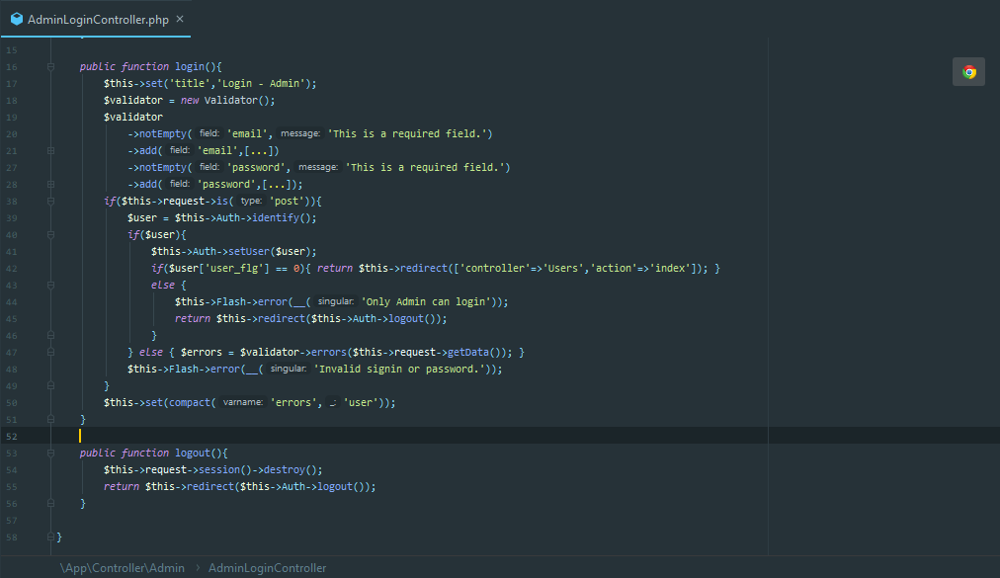 AdminLoginController.php ×
15
16 public function login(){
17 $this->set('title','Login - Admin');
18 $validator = new Validator();
19 $validator
20 ->notEmpty( field: 'email', message: 'This is a required field.')
21 ->add( field: 'email',[...])
27 ->notEmpty( field: 'password', message: 'This is a required field.')
28 ->add( field: 'password',[...]);
38 if($this->request->is( type: 'post')){
39 $user = $this->Auth->identify();
40 if($user){
41 $this->Auth->setUser($user);
42 if($user['user_flg'] == 0){ return $this->redirect(['controller'=>'Users','action'=>'index']); }
43 else {
44 $this->Flash->error(__( singular: 'Only Admin can login'));
45 return $this->redirect($this->Auth->logout());
46 }
47 } else { $errors = $validator->errors($this->request->getData()); }
48 $this->Flash->error(__( singular: 'Invalid signin or password.'));
49 }
50 $this->set(compact( varname: 'errors', _: 'user'));
51 }
52
53 public function logout(){
54 $this->request->session()->destroy();
55 return $this->redirect($this->Auth->logout());
56 }
57
58 }
\App\Controller\Admin › AdminLoginController